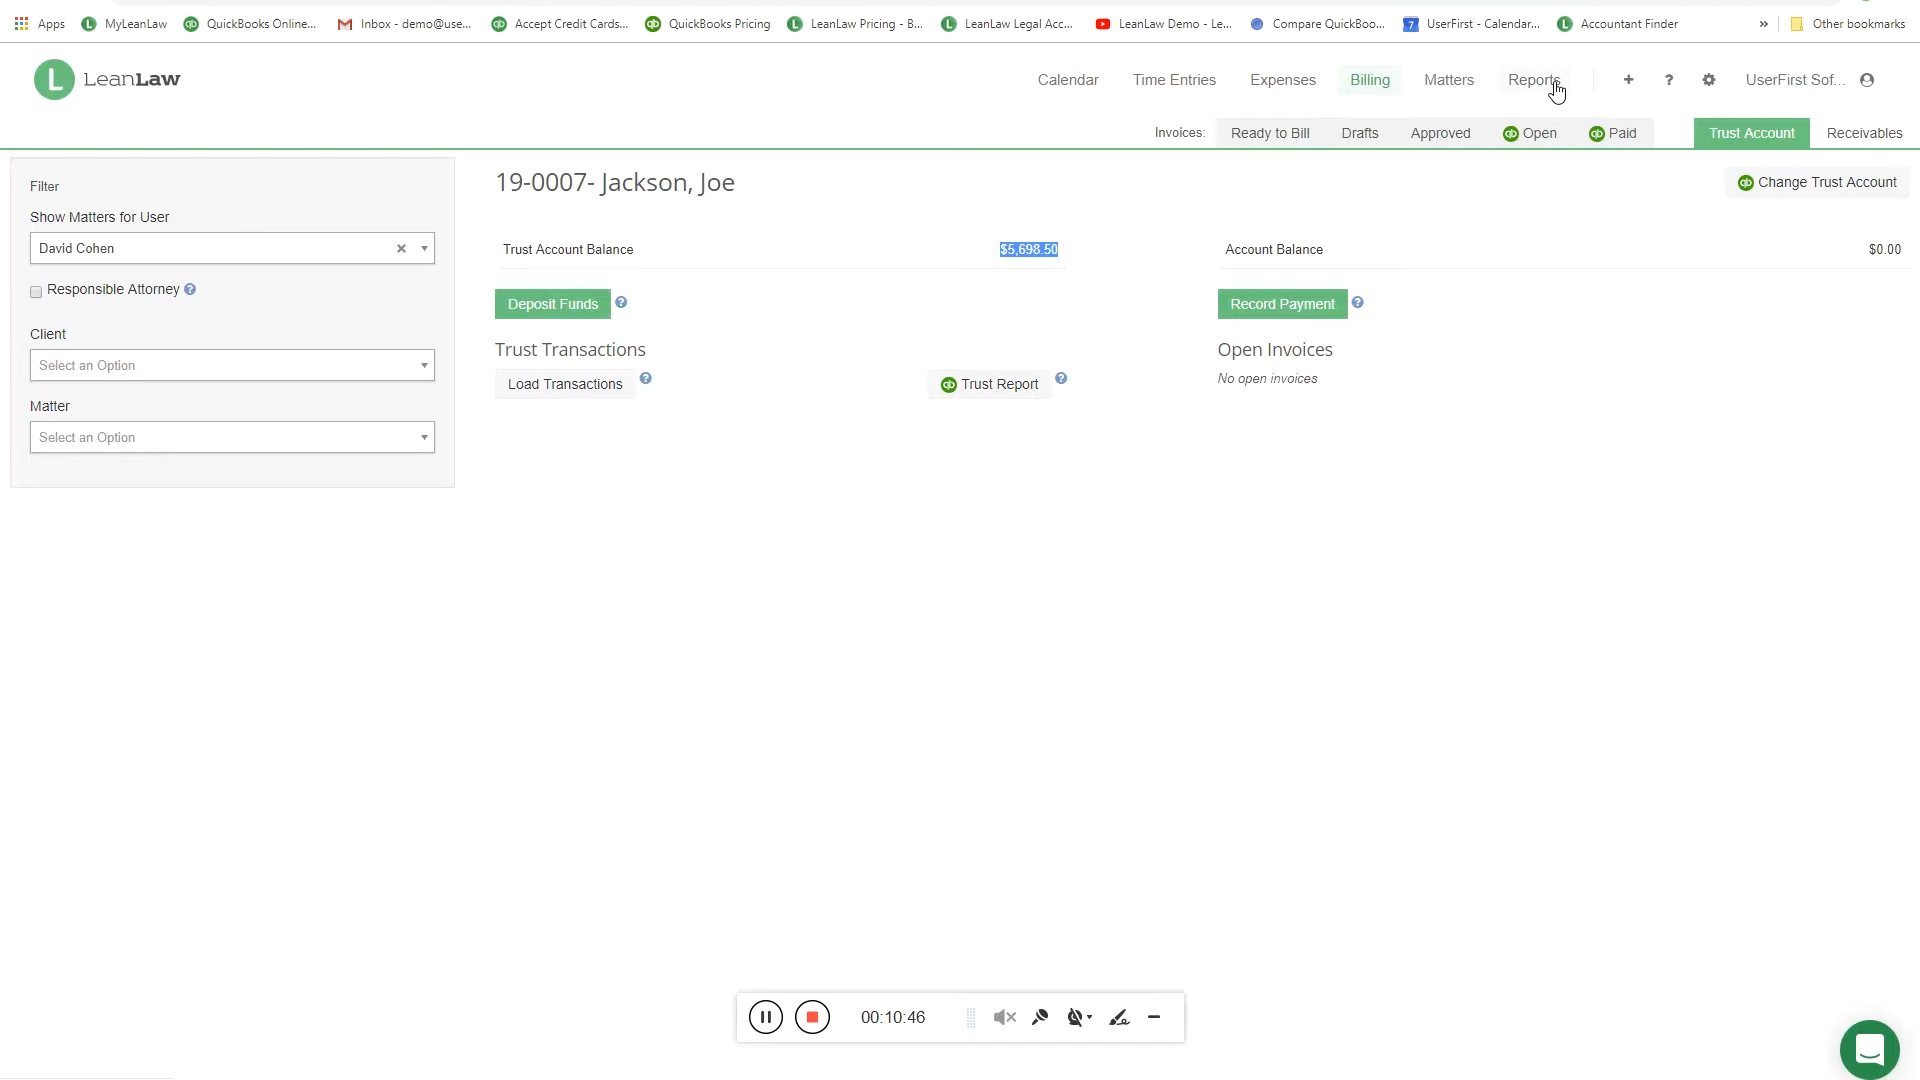 Apps MyLeanLaw QuickBooks Online... Inbox - demo@use... Accept Credit Cards... QuickBooks Pricing LeanLaw Pricing - B... LeanLaw Legal Acc... LeanLaw Demo - Le... Compare QuickBoo... UserFirst - Calendar... Accountant Finder » Other bookmarks
L LeanLaw Calendar Time Entries Expenses Billing Matters Reports + ? UserFirst Sof...
Invoices: Ready to Bill Drafts Approved Open Paid Trust Account Receivables
Filter
Show Matters for User
David Cohen
Responsible Attorney
Client
Select an Option
Matter
Select an Option
19-0007- Jackson, Joe
Change Trust Account
Trust Account Balance $5,698.50
Account Balance $0.00
Deposit Funds
Record Payment
Trust Transactions
Open Invoices
Load Transactions
Trust Report
No open invoices
00:10:46